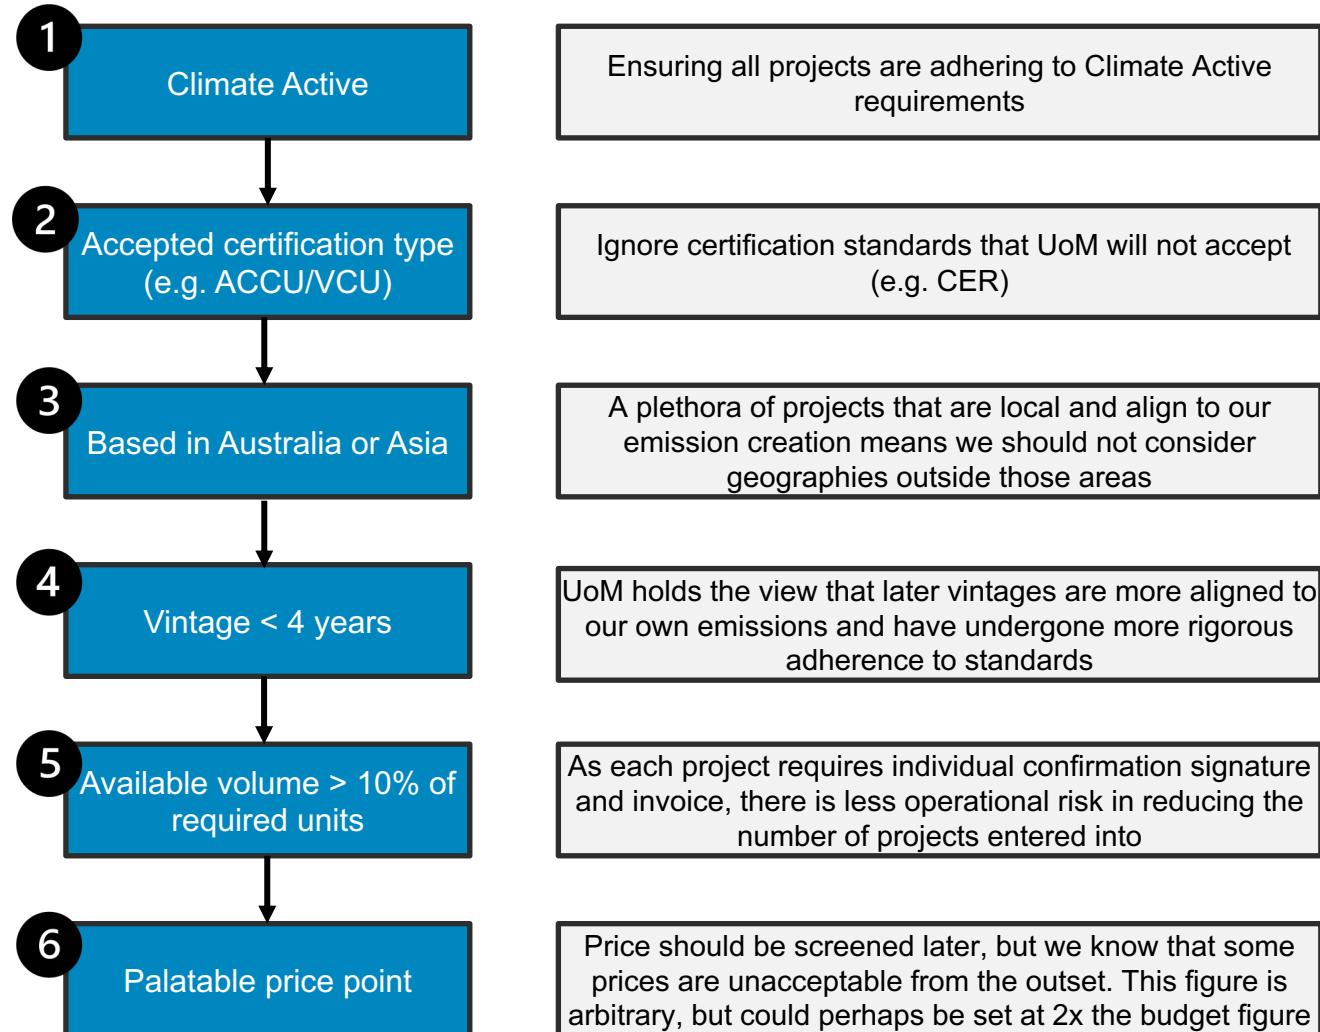 1
Climate Active
Ensuring all projects are adhering to Climate Active
requirements
2
Accepted certification type
(e.g. ACCU/VCU)
Ignore certification standards that UoM will not accept
(e.g. CER)
3
Based in Australia or Asia
A plethora of projects that are local and align to our
emission creation means we should not consider
geographies outside those areas
4
Vintage < 4 years
UoM holds the view that later vintages are more aligned to
our own emissions and have undergone more rigorous
adherence to standards
5
Available volume > 10% of
required units
As each project requires individual confirmation signature
and invoice, there is less operational risk in reducing the
number of projects entered into
6
Palatable price point
Price should be screened later, but we know that some
prices are unacceptable from the outset. This figure is
arbitrary, but could perhaps be set at 2x the budget figure